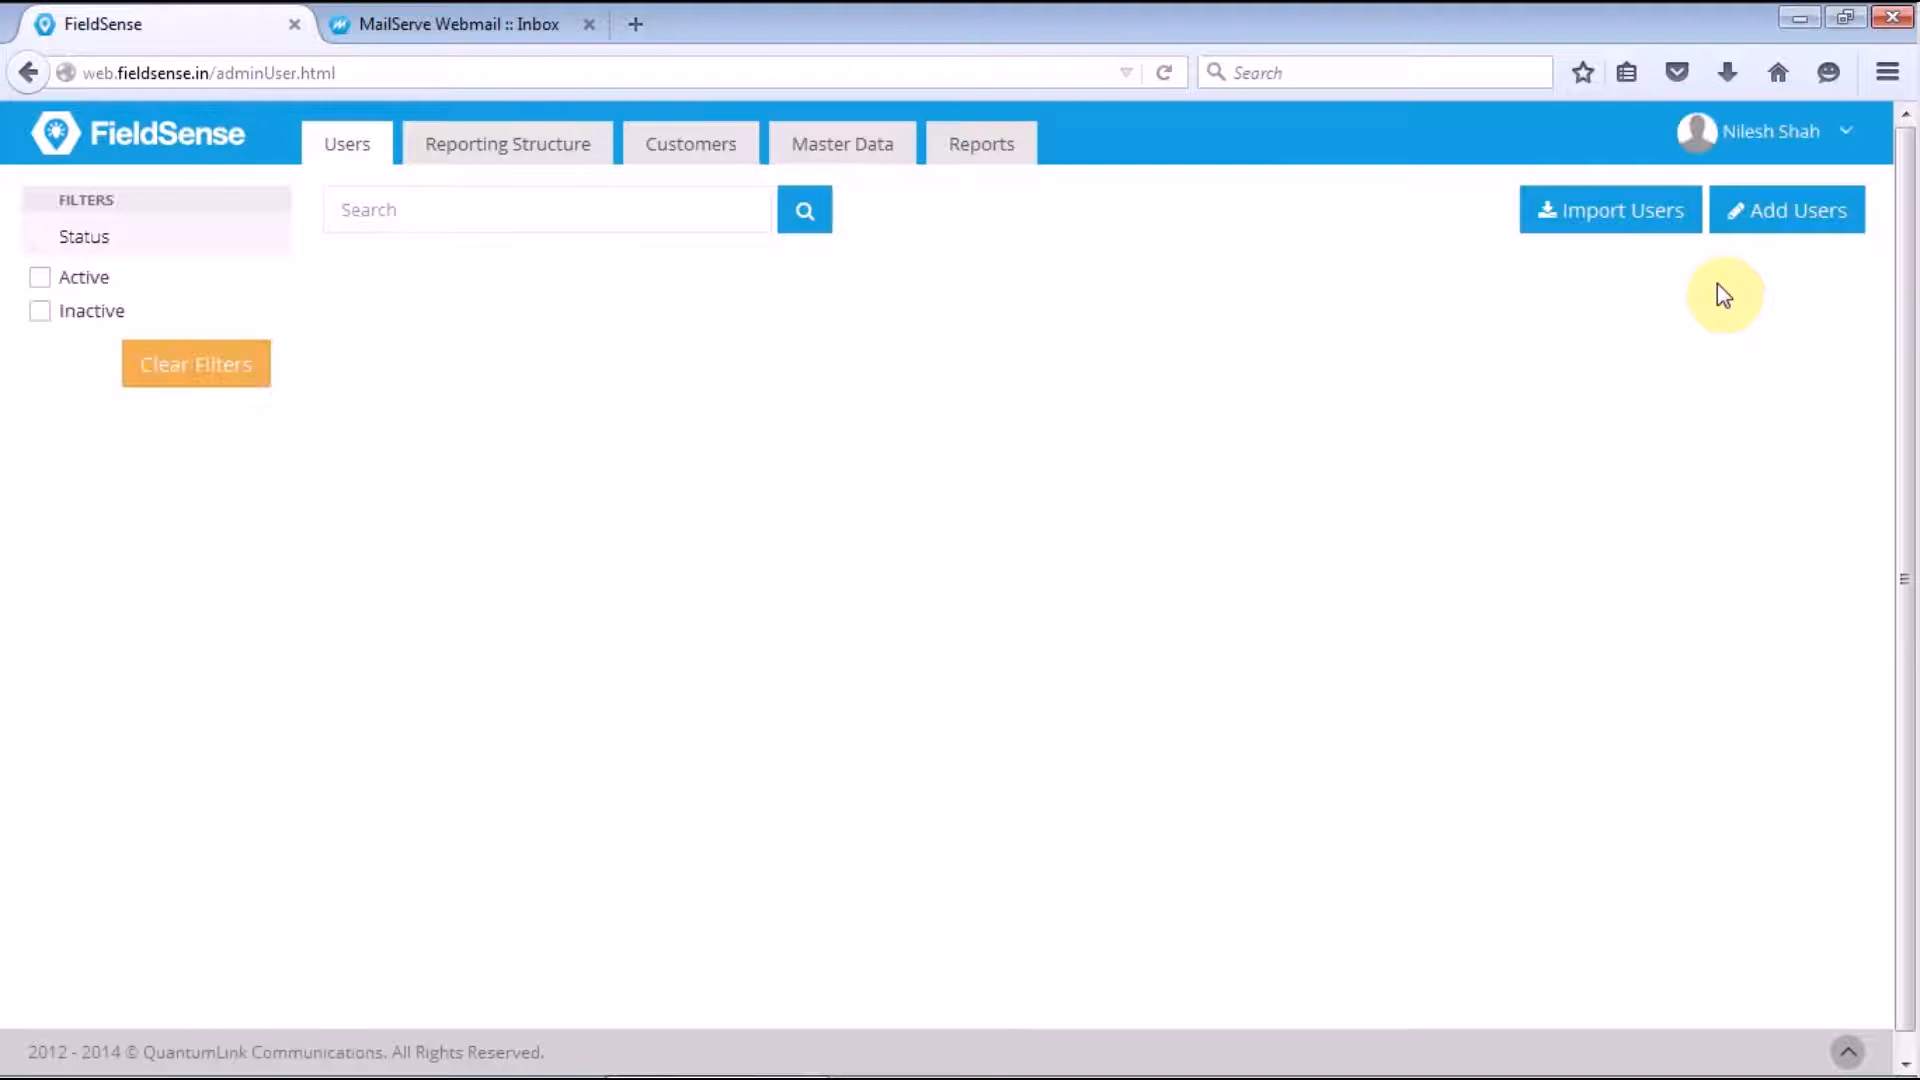 FieldSense
MailServe Webmail :: Inbox
web.fieldsense.in/adminUser.html
Search
FieldSense
Users
Reporting Structure
Customers
Master Data
Reports
Nilesh Shah
FILTERS
Status
Active
Inactive
Clear Filters
Search
Import Users
Add Users
2012 - 2014 © QuantumLink Communications. All Rights Reserved.